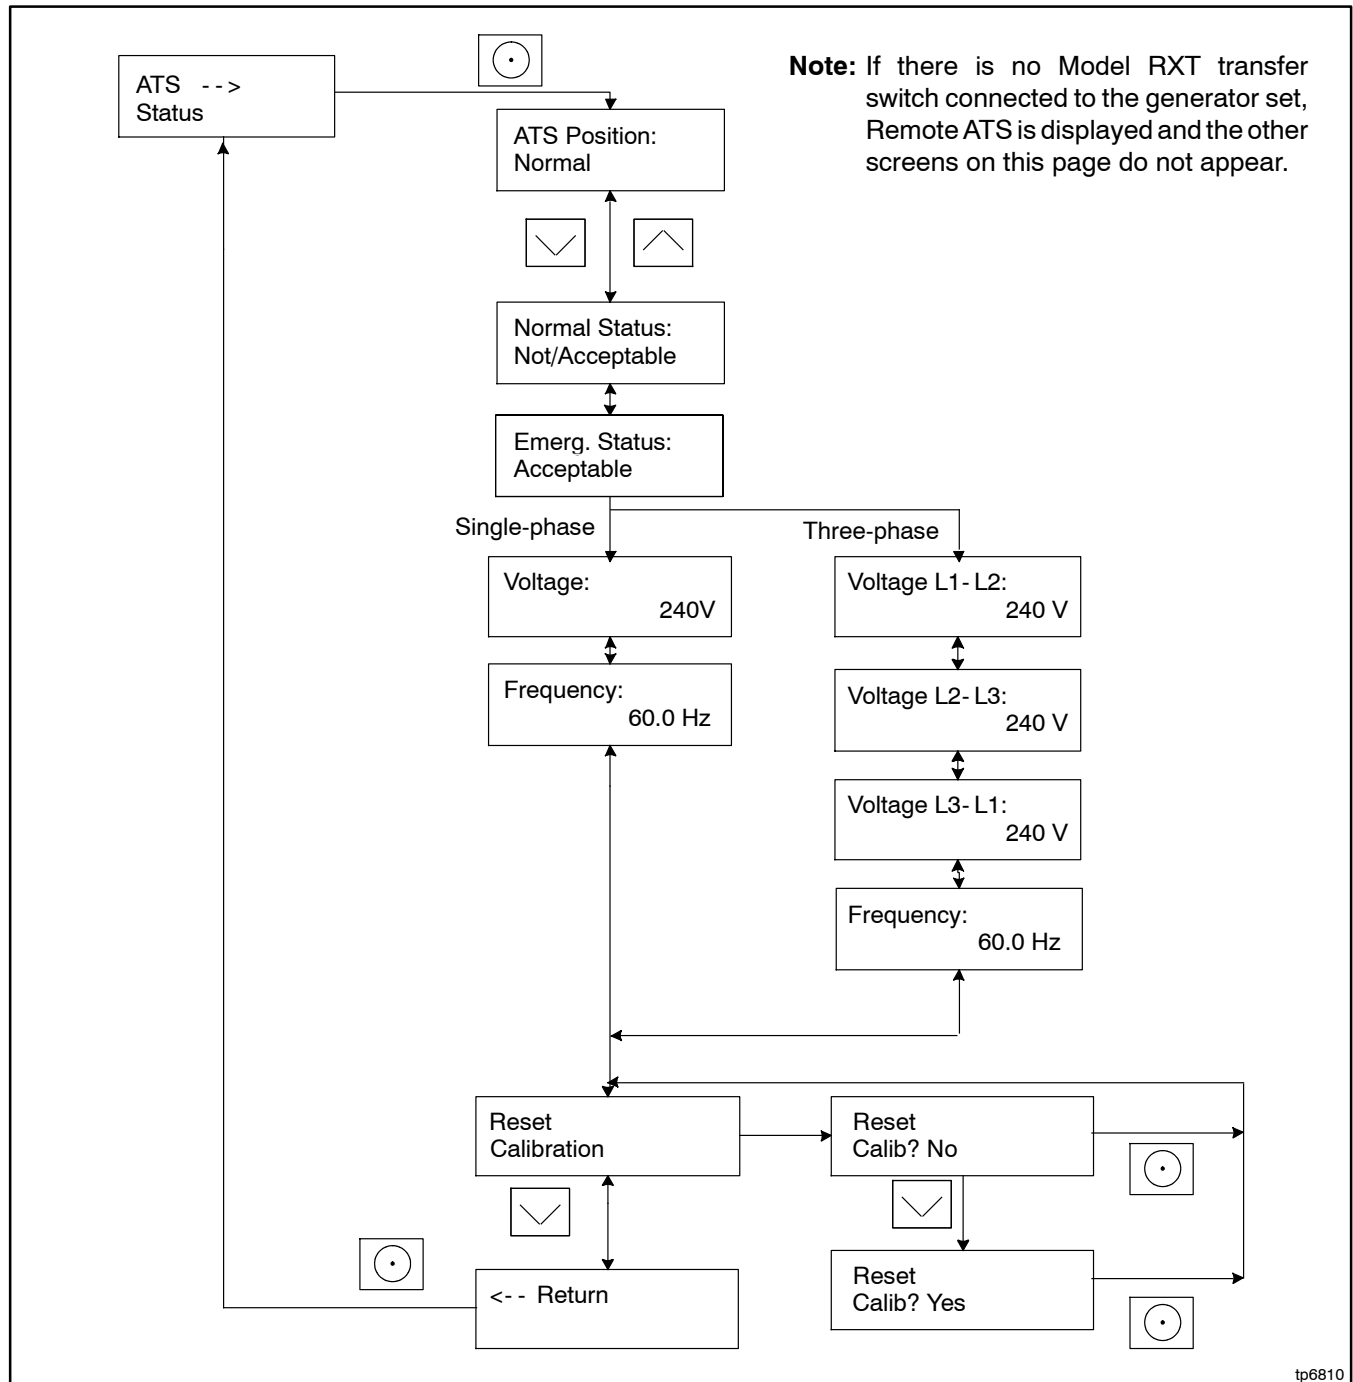 ATS -->
Status
Note: If there is no Model RXT transfer
switch connected to the generator set,
Remote ATS is displayed and the other
screens on this page do not appear.
ATS Position:
Normal
Normal Status:
Not/Acceptable
Emerg. Status:
Acceptable
Single-phase
Three-phase
Voltage:
240V
Frequency:
60.0 Hz
Voltage L1-L2:
240 V
Voltage L2-L3:
240 V
Voltage L3-L1:
240 V
Frequency:
60.0 Hz
Reset
Calibration
Reset
Calib? No
<-- Return
Reset
Calib? Yes
tp6810